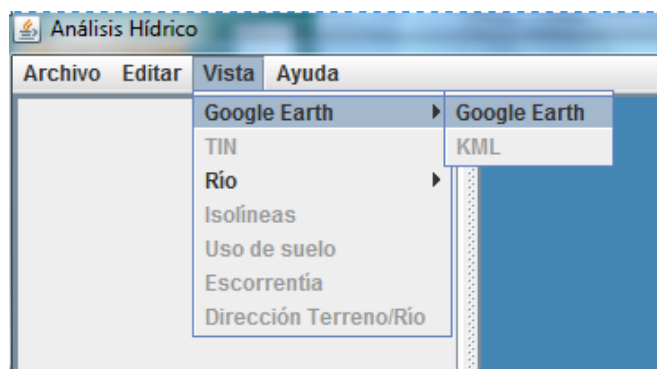 Análisis Hídrico
Archivo Editar Vista Ayuda
Google Earth Google Earth
TIN KML
Río
Isolíneas
Uso de suelo
Escorrentía
Dirección Terreno/Río